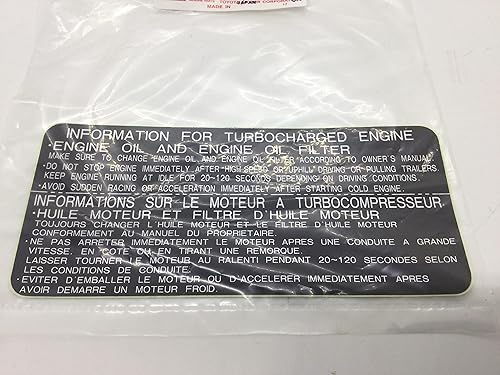 TOYOTA CORPORATION
MADE IN
INFORMATION FOR TURBOCHARGED ENGINE
·ENGINE OIL AND ENGINE OIL FILTER
MAKE SURE TO CHANGE ENGINE OIL AND ENGINE OIL FILTER ACCORDING TO OWNER'S MANUAL.
·DO NOT STOP ENGINE IMMEDIATELY AFTER HIGH SPEED OR UPHILL DRIVING OR PULLING TRAILERS.
KEEP ENGINE RUNNING AT IDLE FOR 20~120 SECONDS DEPENDING ON DRIVING CONDITIONS.
·AVOID SUDDEN RACING OR ACCELERATION IMMEDIATELY AFTER STARTING COLD ENGINE.
INFORMATIONS SUR LE MOTEUR A TURBOCOMPRESSEUR
·HUILE MOTEUR ET FILTRE D'HUILE MOTEUR
TOUJOURS CHANGER L'HUILE MOTEUR ET LE FILTRE D'HUILE MOTEUR
CONFORMEMENT AU MANUEL DU PROPRIETAIRE.
·NE PAS ARRETER IMMEDIATEMENT LE MOTEUR APRES UNE CONDUITE A GRANDE
VITESSE, EN COTE OU EN TIRANT UNE REMORQUE.
LAISSER TOURNER LE MOTEUR AU RALENTI PENDANT 20~120 SECONDES SELON
LES CONDITIONS DE CONDUITE.
·EVITER D'EMBALLER LE MOTEUR OU D'ACCELERER IMMEDIATEMENT APRES
AVOIR DEMARRE UN MOTEUR FROID.